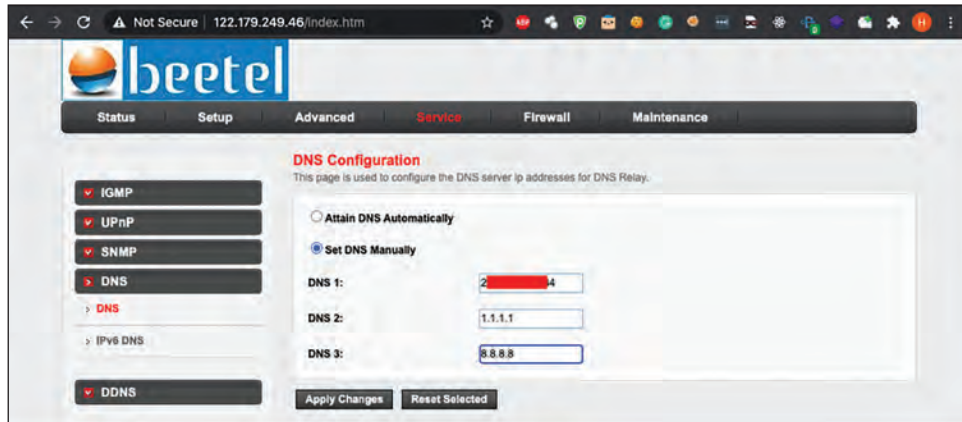 Not Secure | 122.179.249.46/index.htm
beetel
Status Setup Advanced Service Firewall Maintenance
DNS Configuration
This page is used to configure the DNS server ip addresses for DNS Relay.
IGMP
UPnP
SNMP
DNS
> DNS
> IPv6 DNS
DDNS
Attain DNS Automatically
Set DNS Manually
DNS 1: 2 4
DNS 2: 1.1.1.1
DNS 3: 8.8.8.8
Apply Changes Reset Selected